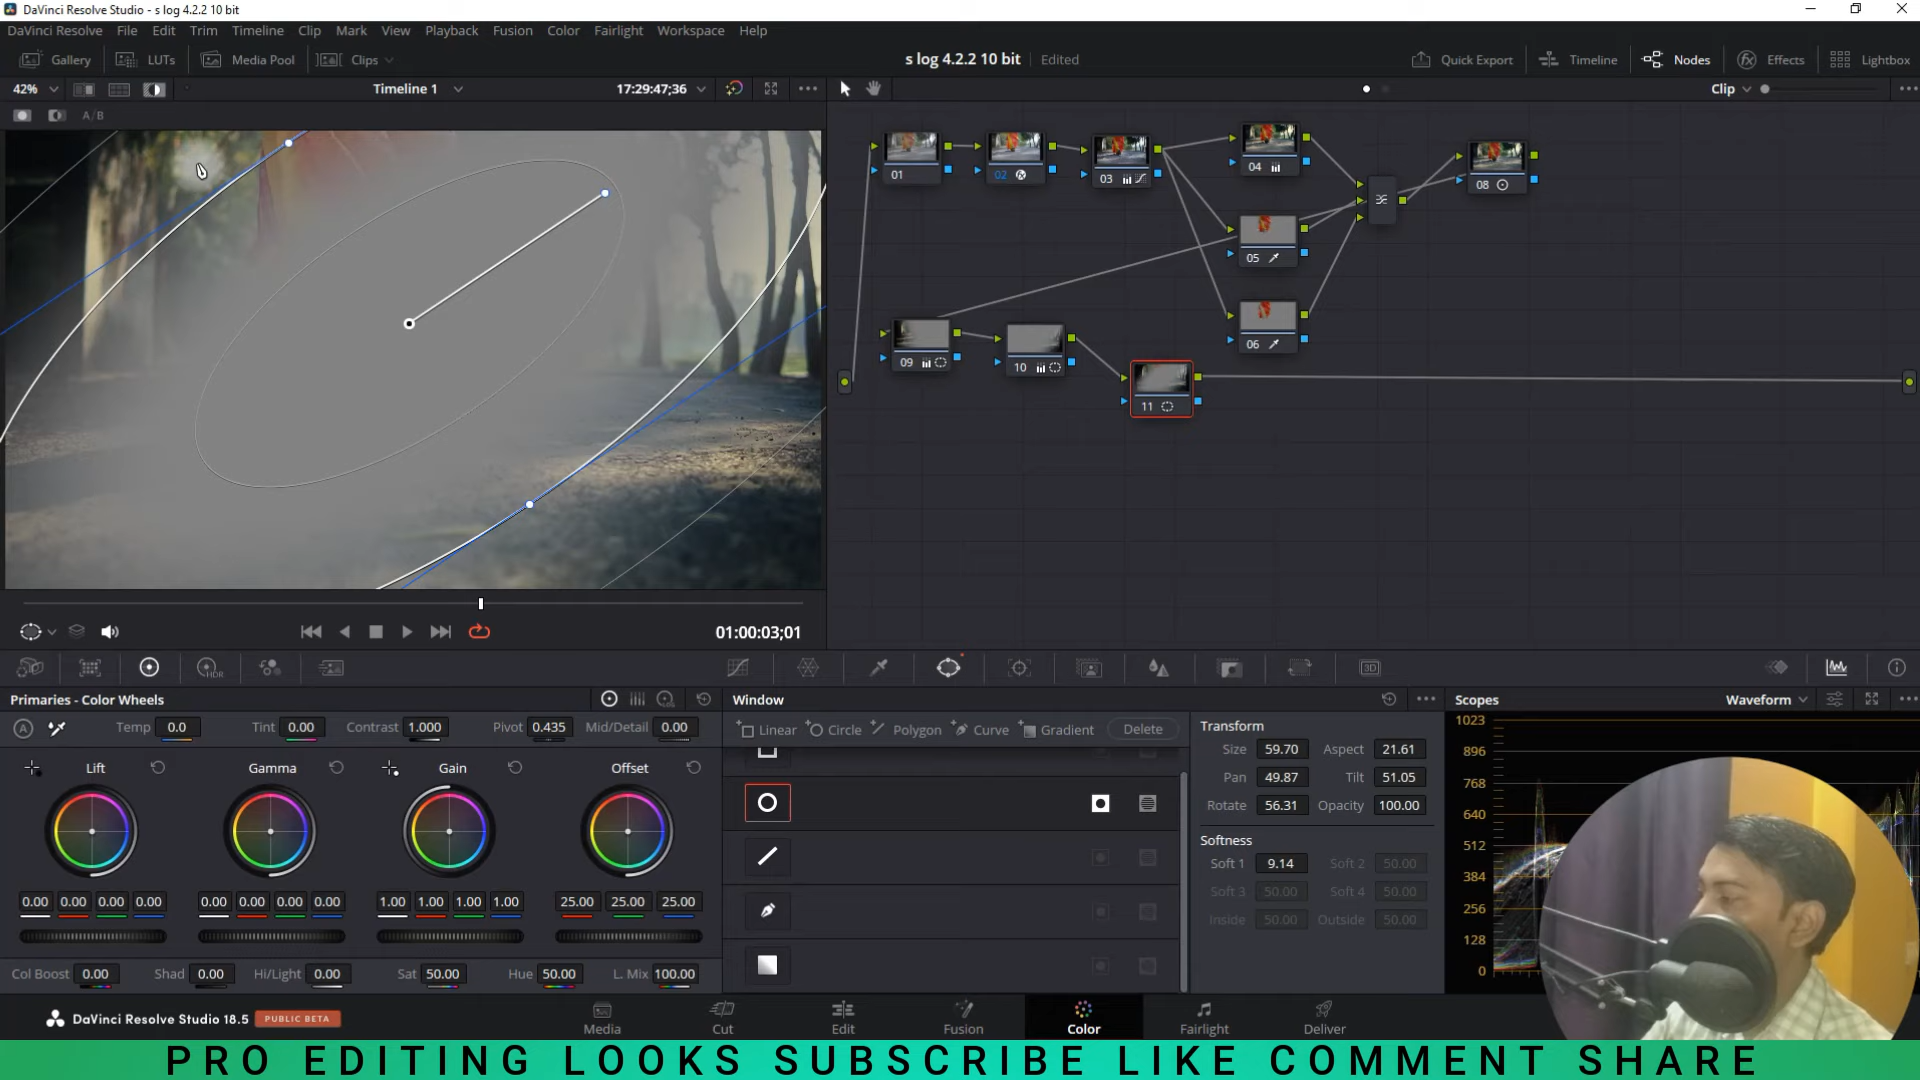 DaVinci Resolve Studio - s log 4.2.2 10 bit
DaVinci Resolve File Edit Trim Timeline Clip Mark View Playback Fusion Color Fairlight Workspace Help
Gallery LUTs Media Pool Clips s log 4.2.2 10 bit Edited Quick Export Timeline Nodes Effects Lightbox
42% Timeline 1 17:29:47;36 Clip
A/B
01 02 03 04 08
05
06
09 10 11
01:00:03;01
HDR 3D
Primaries - Color Wheels Window Scopes Waveform
A Temp 0.0 Tint 0.00 Contrast 1.000 Pivot 0.435 Mid/Detail 0.00
Linear Circle Polygon Curve Gradient Delete
Transform
Size 59.70 Aspect 21.61
Pan 49.87 Tilt 51.05
Rotate 56.31 Opacity 100.00
Softness
Soft 1 9.14 Soft 2 50.00
Soft 3 50.00 Soft 4 50.00
Inside 50.00 Outside 50.00
Lift Gamma Gain Offset
0.00 0.00 0.00 0.00 0.00 0.00 0.00 0.00 1.00 1.00 1.00 1.00 25.00 25.00 25.00
Col Boost 0.00 Shad 0.00 Hi/Light 0.00 Sat 50.00 Hue 50.00 L. Mix 100.00
1023
896
768
640
512
384
256
128
0
DaVinci Resolve Studio 18.5 PUBLIC BETA
Media Cut Edit Fusion Color Fairlight Deliver
PRO EDITING LOOKS SUBSCRIBE LIKE COMMENT SHARE